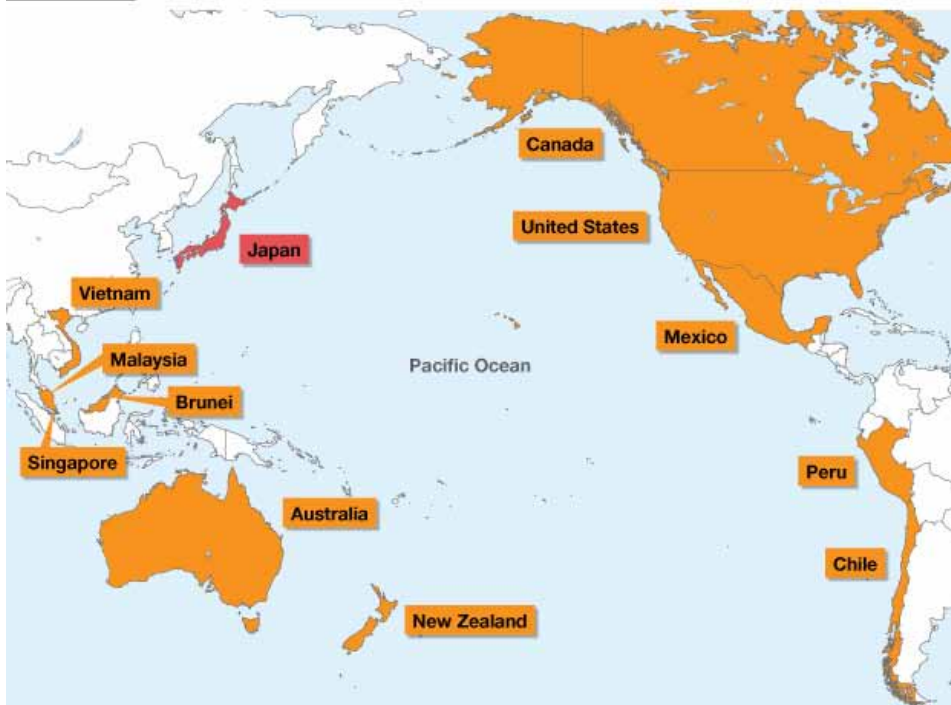 Canada
United States
Japan
Vietnam
Mexico
Malaysia
Pacific Ocean
Brunei
Singapore
Peru
Australia
Chile
New Zealand